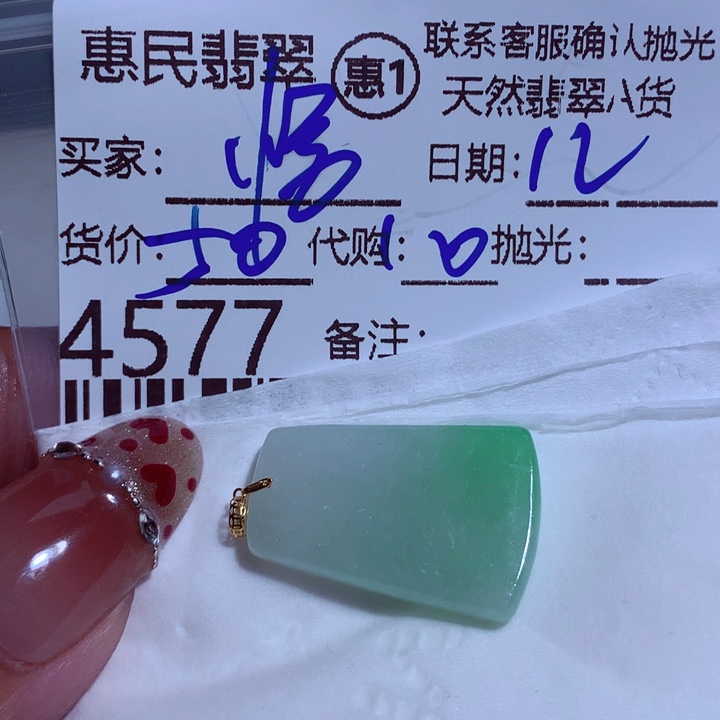 惠民翡翠 惠1 联系客服确认抛光
天然翡翠A货
买家： 日期：12
货价：50 代购：10 抛光：
4577 备注：